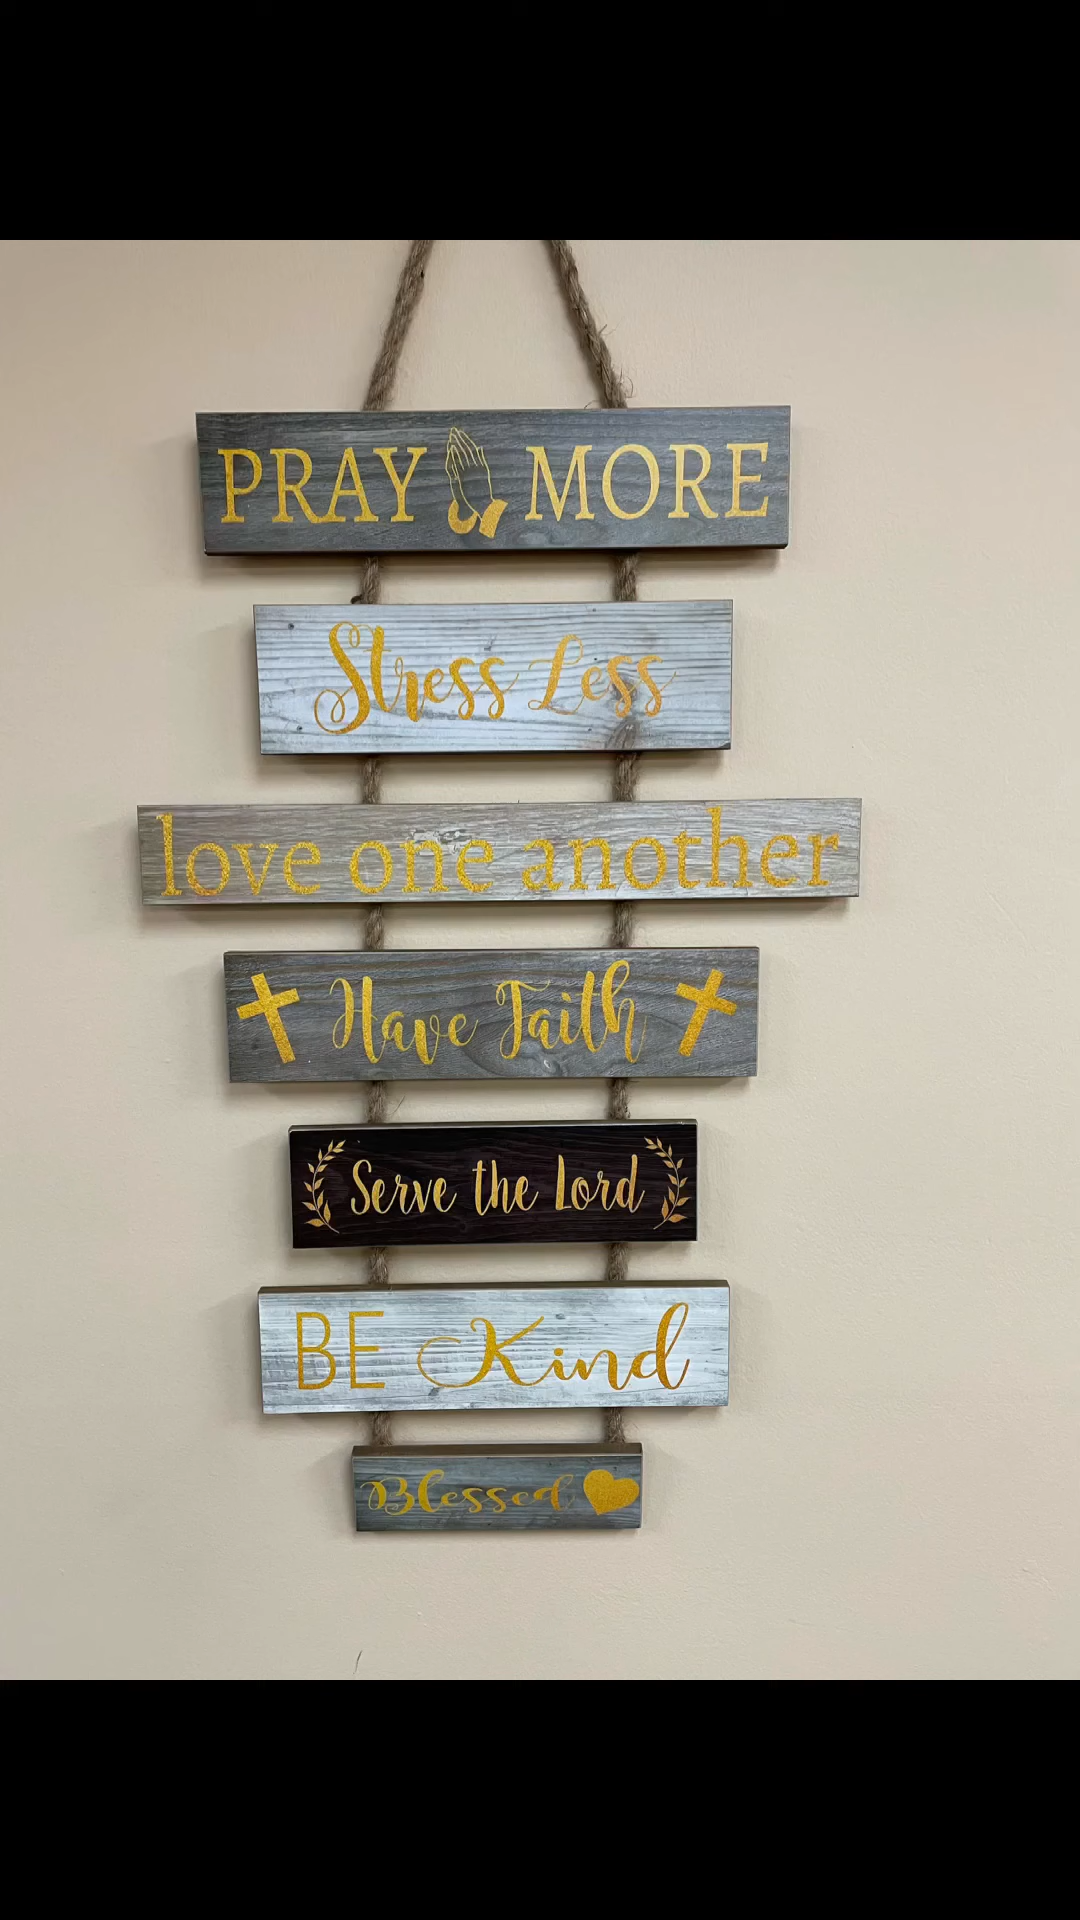 PRAY MORE
Stress Less
love one another
Have Faith
Serve the Lord
BE Kind
Blessed